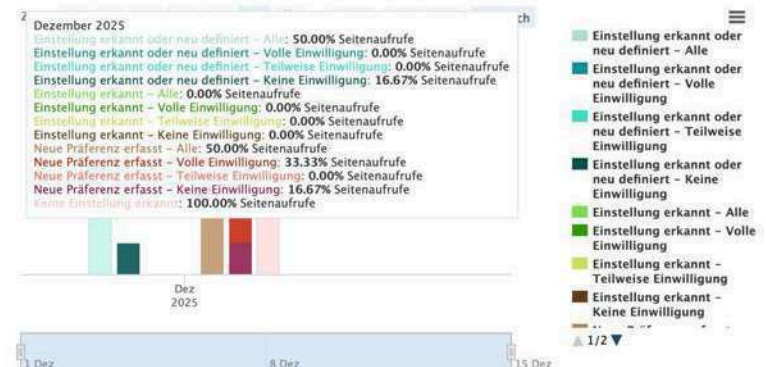 Dezember 2025
Einstellung erkannt oder neu definiert – Alle: 50.00% Seitenaufrufe
Einstellung erkannt oder neu definiert – Volle Einwilligung: 0.00% Seitenaufrufe
Einstellung erkannt oder neu definiert – Teilweise Einwilligung: 0.00% Seitenaufrufe
Einstellung erkannt oder neu definiert – Keine Einwilligung: 16.67% Seitenaufrufe
Einstellung erkannt – Alle: 0.00% Seitenaufrufe
Einstellung erkannt – Volle Einwilligung: 0.00% Seitenaufrufe
Einstellung erkannt – Teilweise Einwilligung: 0.00% Seitenaufrufe
Einstellung erkannt – Keine Einwilligung: 0.00% Seitenaufrufe
Neue Präferenz erfasst – Alle: 50.00% Seitenaufrufe
Neue Präferenz erfasst – Volle Einwilligung: 33.33% Seitenaufrufe
Neue Präferenz erfasst – Teilweise Einwilligung: 0.00% Seitenaufrufe
Neue Präferenz erfasst – Keine Einwilligung: 16.67% Seitenaufrufe
Keine Einstellung erkannt: 100.00% Seitenaufrufe
ch
Dez
2025
1 Dez
8 Dez
15 Dez
Einstellung erkannt oder
neu definiert – Alle
Einstellung erkannt oder
neu definiert – Volle
Einwilligung
Einstellung erkannt oder
neu definiert – Teilweise
Einwilligung
Einstellung erkannt oder
neu definiert – Keine
Einwilligung
Einstellung erkannt – Alle
Einstellung erkannt – Volle
Einwilligung
Einstellung erkannt –
Teilweise Einwilligung
Einstellung erkannt –
Keine Einwilligung
1/2